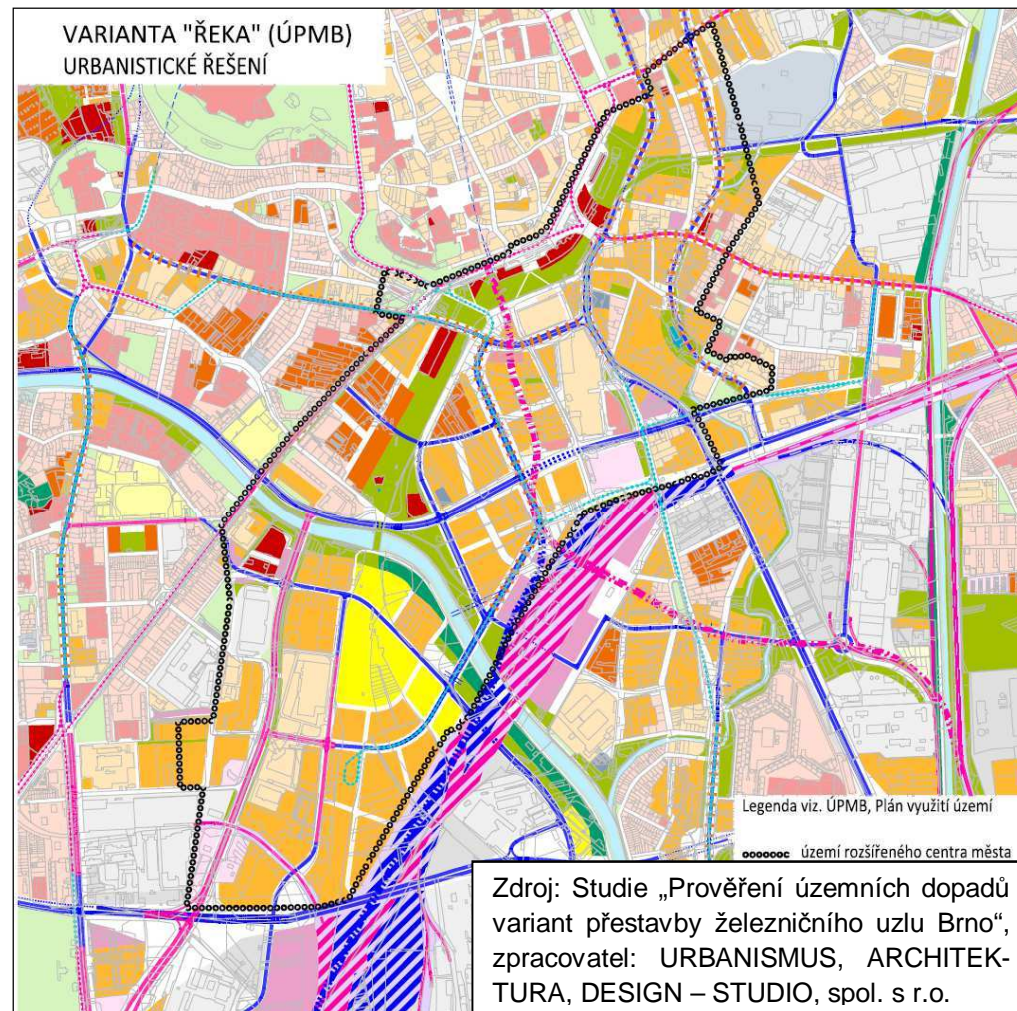 VARIANTA "ŘEKA" (ÚPMB)
URBANISTICKÉ ŘEŠENÍ
Legenda viz. ÚPMB, Plán využití území
území rozšířeného centra města
Zdroj: Studie „Prověření územních dopadů
variant přestavby železničního uzlu Brno“,
zpracovatel: URBANISMUS, ARCHITEK-
TURA, DESIGN – STUDIO, spol. s r.o.